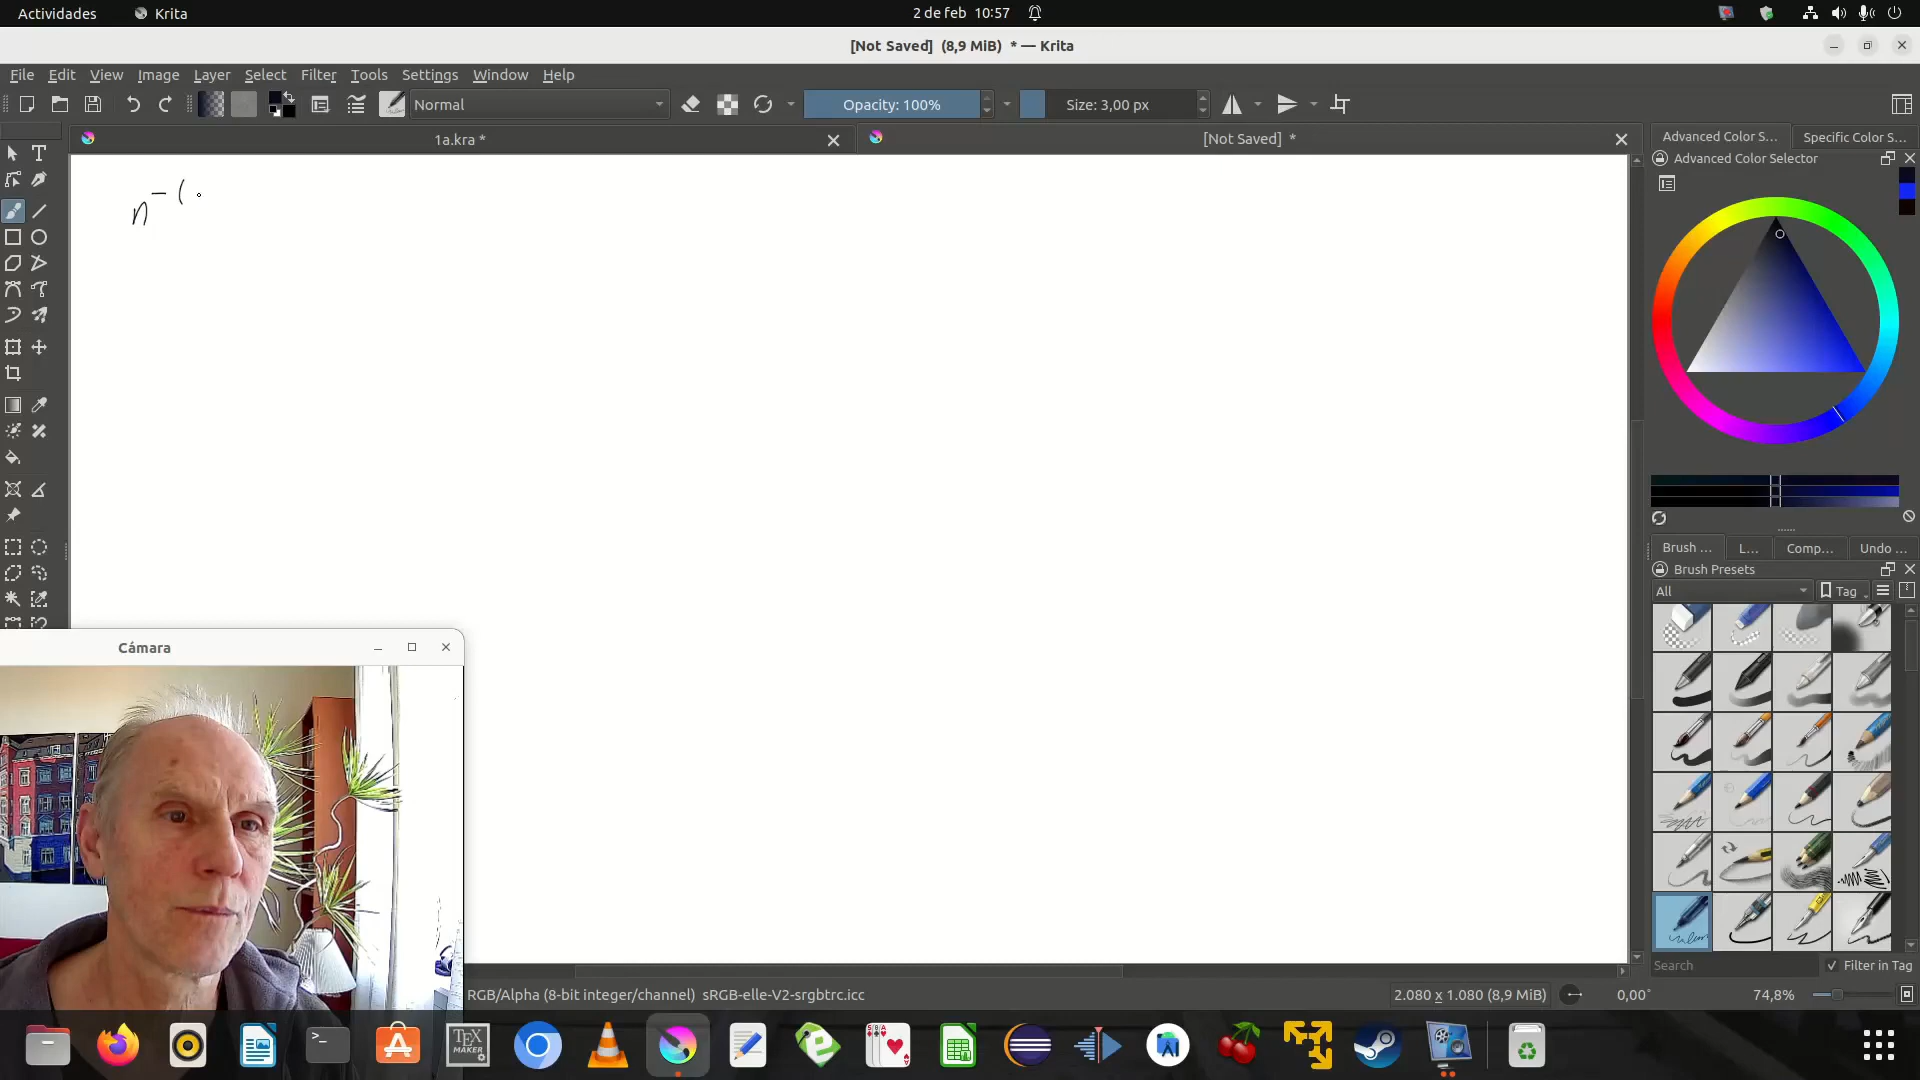 Actividades Krita 2 de feb 10:57
[Not Saved] (8,9 MiB) * — Krita
File Edit View Image Layer Select Filter Tools Settings Window Help
Normal Opacity: 100% Size: 3,00 px
1a.kra * [Not Saved] *
Advanced Color S... Specific Color S...
Advanced Color Selector
n^-(
Brush ... L... Comp... Undo ...
Brush Presets
All Tag
Cámara
TEX MAKER
Search Filter in Tag
RGB/Alpha (8-bit integer/channel) sRGB-elle-V2-srgbtrc.icc 2.080 x 1.080 (8,9 MiB) 0,00° 74,8%